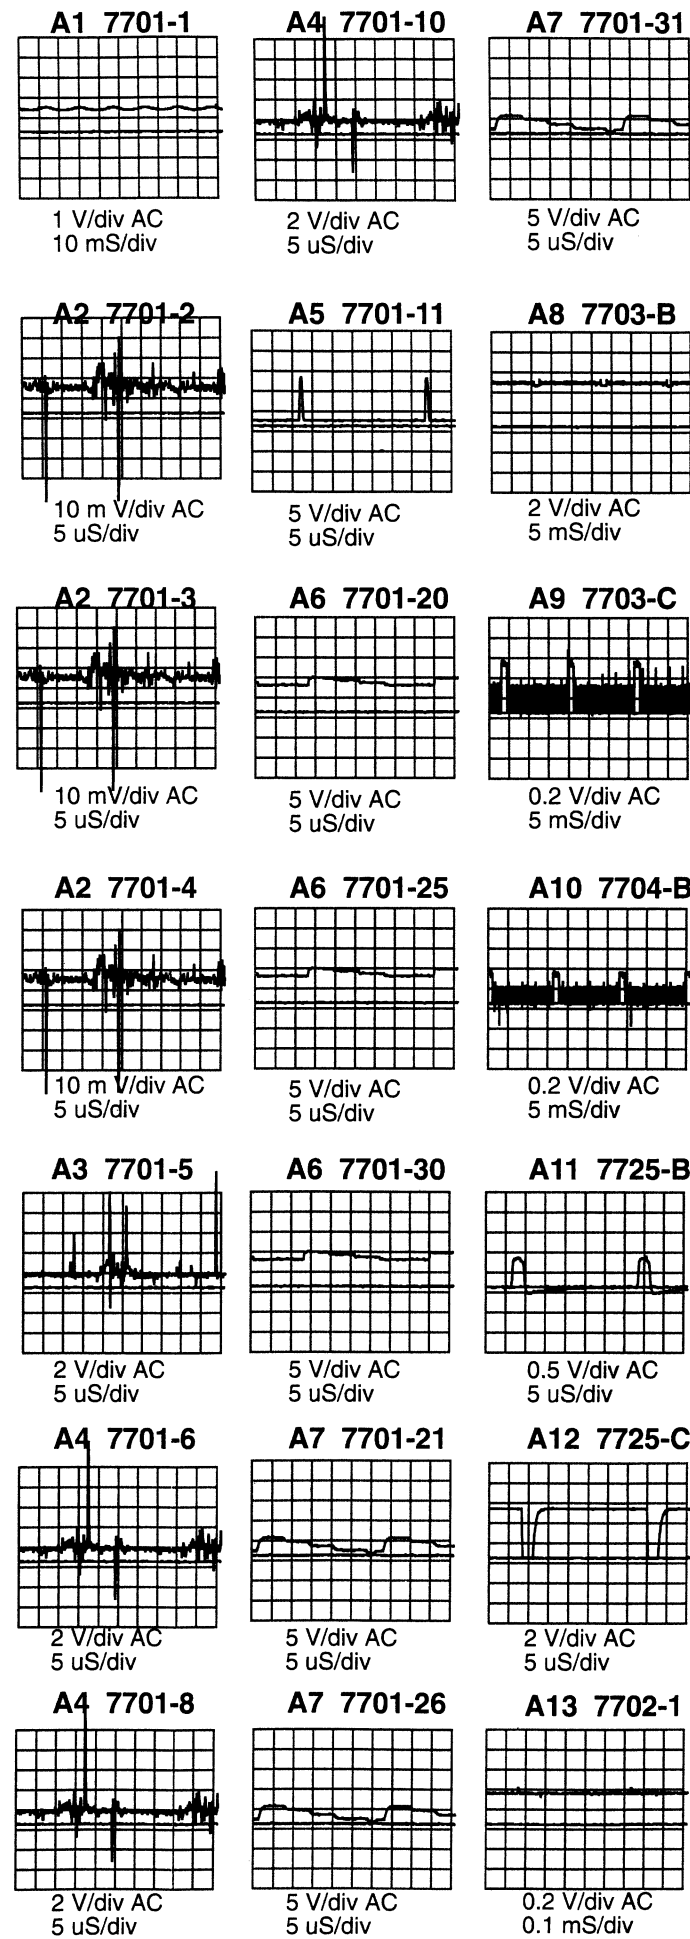 A1 7701-1
1 V/div AC
10 mS/div
A2 7701-2
10 m V/div AC
5 uS/div
A2 7701-3
10 mV/div AC
5 uS/div
A2 7701-4
10 m V/div AC
5 uS/div
A3 7701-5
2 V/div AC
5 uS/div
A4 7701-6
2 V/div AC
5 uS/div
A4 7701-8
2 V/div AC
5 uS/div
A4 7701-10
2 V/div AC
5 uS/div
A5 7701-11
5 V/div AC
5 uS/div
A6 7701-20
5 V/div AC
5 uS/div
A6 7701-25
5 V/div AC
5 uS/div
A6 7701-30
5 V/div AC
5 uS/div
A7 7701-21
5 V/div AC
5 uS/div
A7 7701-26
5 V/div AC
5 uS/div
A7 7701-31
5 V/div AC
5 uS/div
A8 7703-B
2 V/div AC
5 mS/div
A9 7703-C
0.2 V/div AC
5 mS/div
A10 7704-B
0.2 V/div AC
5 mS/div
A11 7725-B
0.5 V/div AC
5 uS/div
A12 7725-C
2 V/div AC
5 uS/div
A13 7702-1
0.2 V/div AC
0.1 mS/div